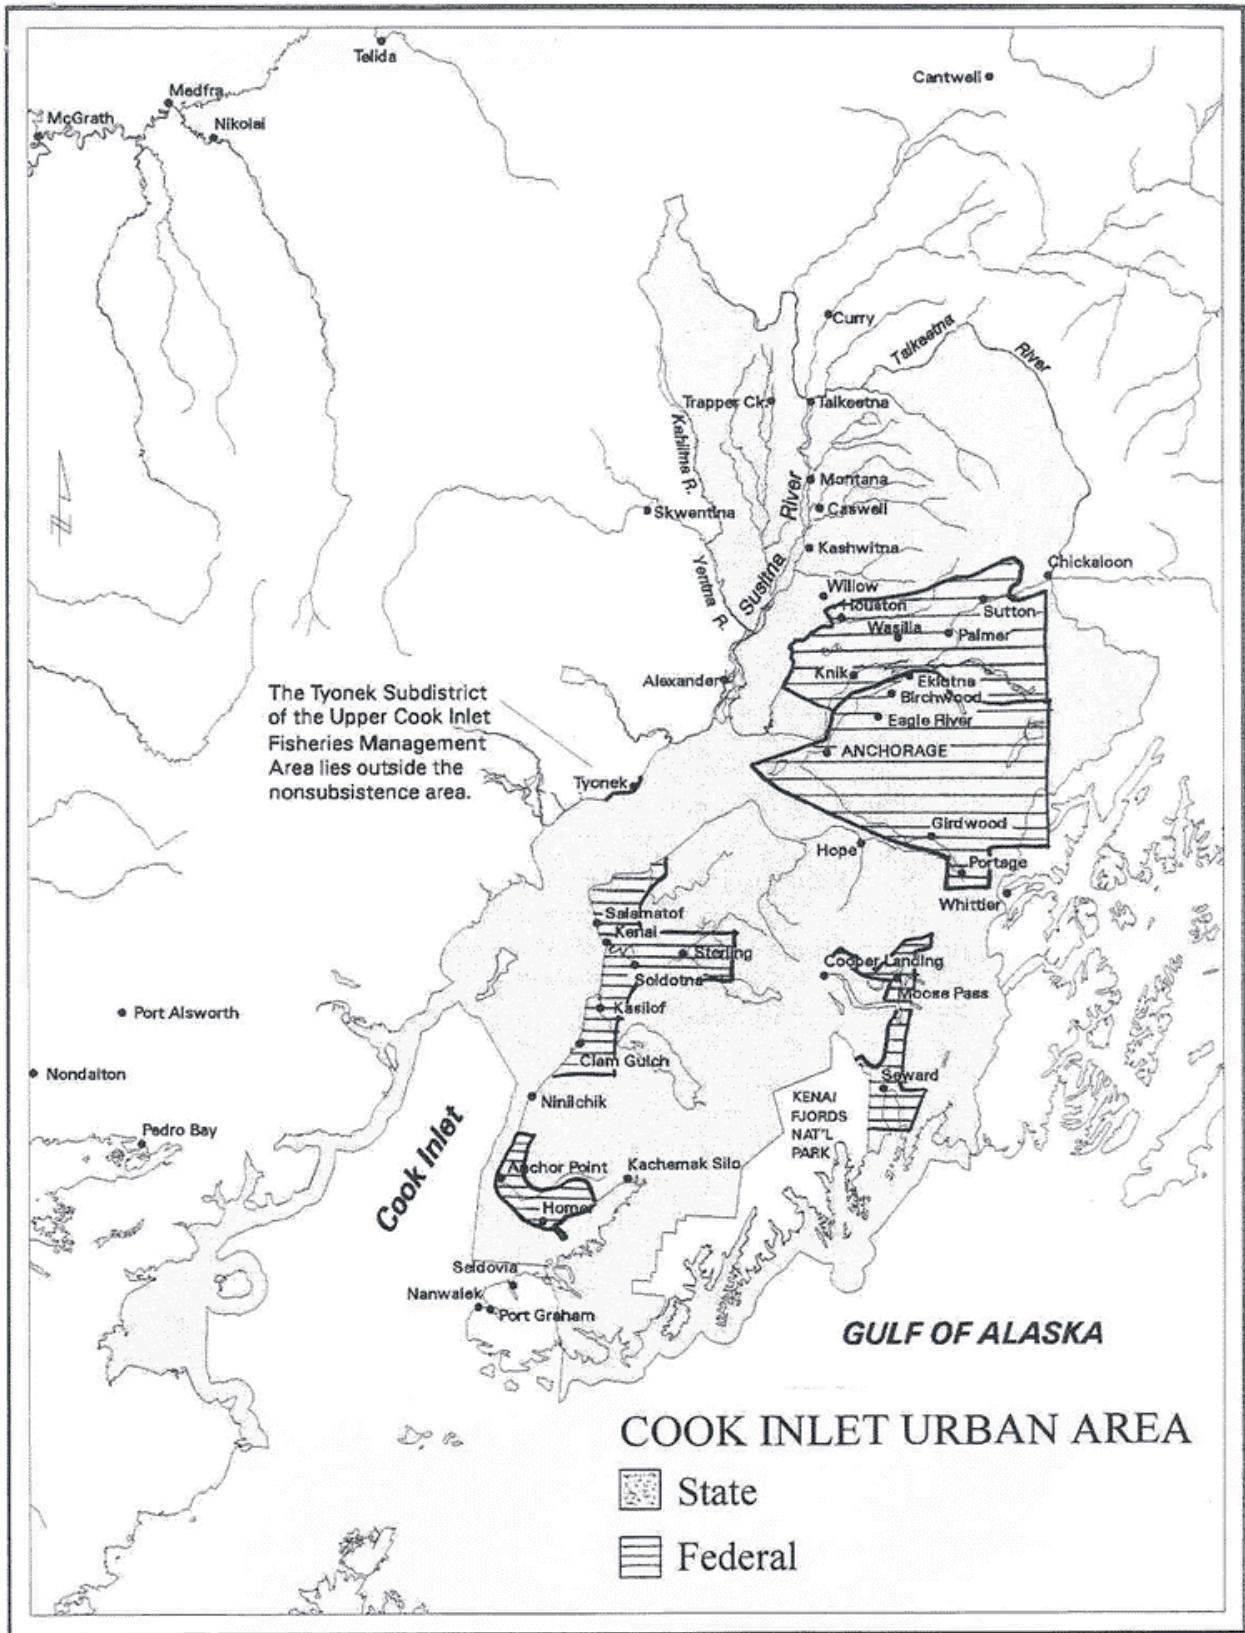 Telida
Cantwell
Medfra
McGrath
Nikolai
Curry
Talkeetna
River
Trapper Ck.
Talkeetna
Kahiltna R.
River
Montana
Skwentna
Caswell
Kashwitna
Yentna R.
Susitna
Chickaloon
Willow
Houston
Sutton
Wasilla
Palmer
Knik
Eklutna
Alexander
Birchwood
Eagle River
The Tyonek Subdistrict
of the Upper Cook Inlet
Fisheries Management
Area lies outside the
nonsubsistence area.
ANCHORAGE
Tyonek
Girdwood
Hope
Portage
Whittier
Salamatof
Kenai
Sterling
Cooper Landing
Soldotna
Moose Pass
Kasilof
Port Alsworth
Clam Gulch
Nondalton
Seward
Ninilchik
KENAI
FJORDS
NAT'L
PARK
Pedro Bay
Cook Inlet
Anchor Point
Kachemak Silo
Homer
Seldovia
Nanwalek
Port Graham
GULF OF ALASKA
COOK INLET URBAN AREA
State
Federal